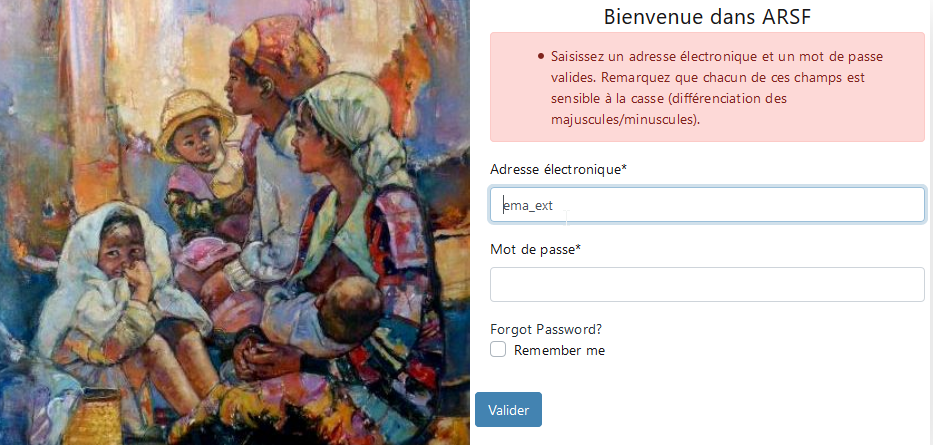 Bienvenue dans ARSF
Saisissez un adresse électronique et un mot de passe
valides. Remarquez que chacun de ces champs est
sensible à la casse (différenciation des
majuscules/minuscules).
Adresse électronique*
ema_ext
Mot de passe*
Forgot Password?
Remember me
Valider